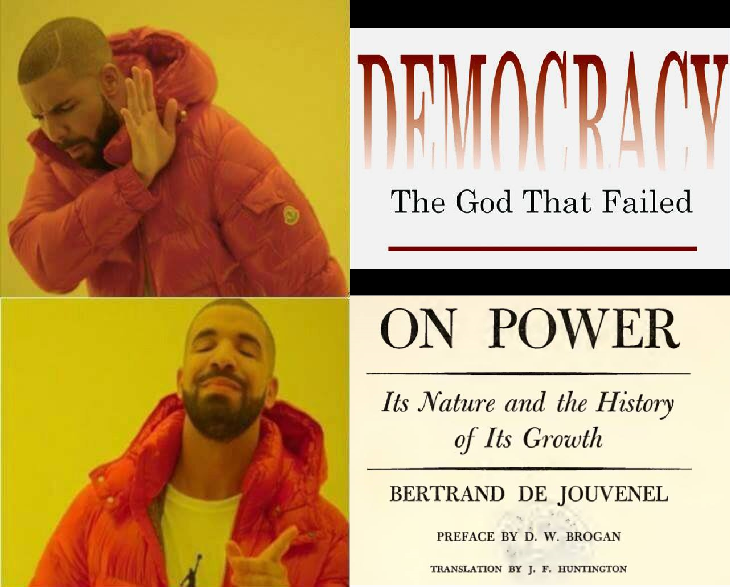 DEMOCRACY
The God That Failed
ON POWER
Its Nature and the History
of Its Growth
BERTRAND DE JOUVENEL
PREFACE BY D. W. BROGAN
TRANSLATION BY J. F. HUNTINGTON